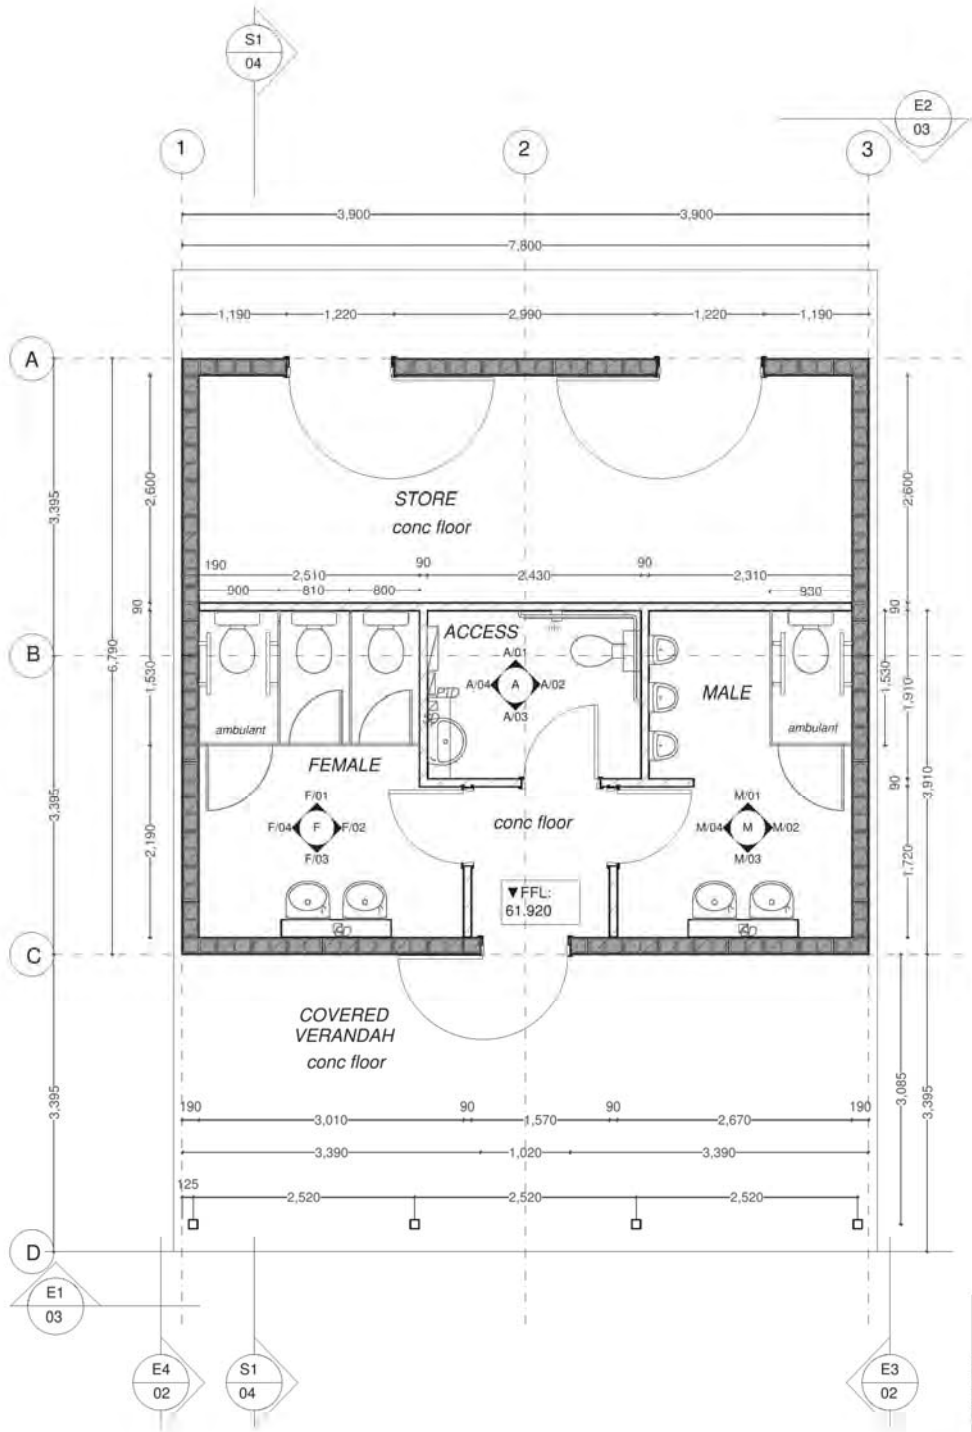 S1
04
E2
03
1
2
3
3,900
3,900
7,800
1,190
1,220
2,990
1,220
1,190
A
2,600
2,600
3,395
STORE
conc floor
190
90
90
2,510
2,430
2,310
900
810
800
930
90
90
ACCESS
B
6,790
1,530
A/01
A/04
A
A/02
A/03
PTD
SD
MALE
1,530
1,910
ambulant
ambulant
FEMALE
3,910
90
3,395
F/01
F/04
F
F/02
F/03
conc floor
M/01
M/04
M
M/02
M/03
2,190
1,720
▼FFL:
61.920
SD
SD
C
COVERED
VERANDAH
conc floor
3,395
3,085
3,395
190
90
90
190
3,010
1,570
2,670
3,390
1,020
3,390
125
2,520
2,520
2,520
D
E1
03
E4
02
S1
04
E3
02